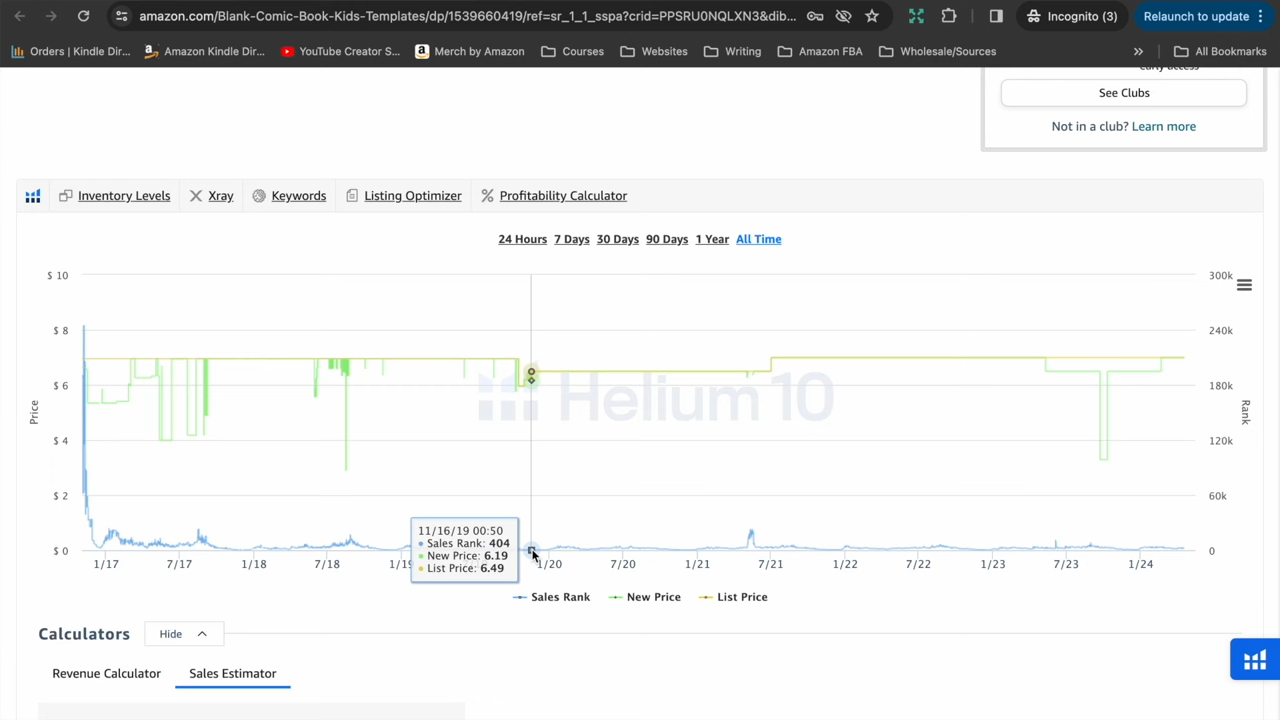 amazon.com/Blank-Comic-Book-Kids-Templates/dp/1539660419/ref=sr_1_1_sspa?crid=PPSRU0NQLXN3&dib...
Incognito (3)
Relaunch to update
Orders | Kindle Dir...
Amazon Kindle Dir...
YouTube Creator S...
Merch by Amazon
Courses
Websites
Writing
Amazon FBA
Wholesale/Sources
»
All Bookmarks
early access
See Clubs
Not in a club? Learn more
Inventory Levels
Xray
Keywords
Listing Optimizer
Profitability Calculator
24 Hours 7 Days 30 Days 90 Days 1 Year All Time
$ 10
300k
$ 8
240k
$ 6
180k
Helium 10
Price
Rank
$ 4
120k
$ 2
60k
11/16/19 00:50
Sales Rank: 404
New Price: 6.19
List Price: 6.49
$ 0
0
1/17 7/17 1/18 7/18 1/19 1/20 7/20 1/21 7/21 1/22 7/22 1/23 7/23 1/24
Sales Rank New Price List Price
Calculators
Hide
Revenue Calculator
Sales Estimator